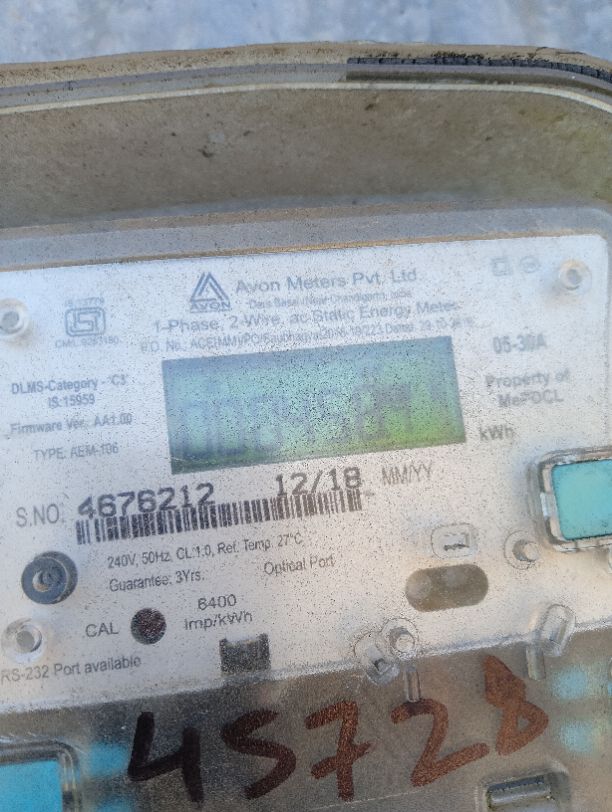 AVON
Avon Meters Pvt. Ltd.
1-Phase, 2-Wire, ac Static Energy Meter
05-30A
DLMS-Category - 'C3'
IS:15959
Property of
MePDCL
Firmware Ver. AA1.00
TYPE: AEM-106
kWh
S.NO. 4676212 12/18 MM/YY
240V, 50Hz, CL:1.0, Ref. Temp. 27°C
Guarantee: 3Yrs.
Optical Port
CAL
6400
imp/kWh
RS-232 Port available
45728